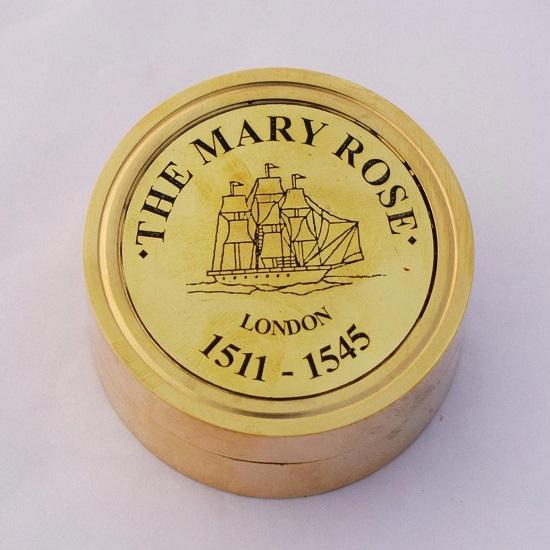 ·THE MARY ROSE·
LONDON
1511 - 1545